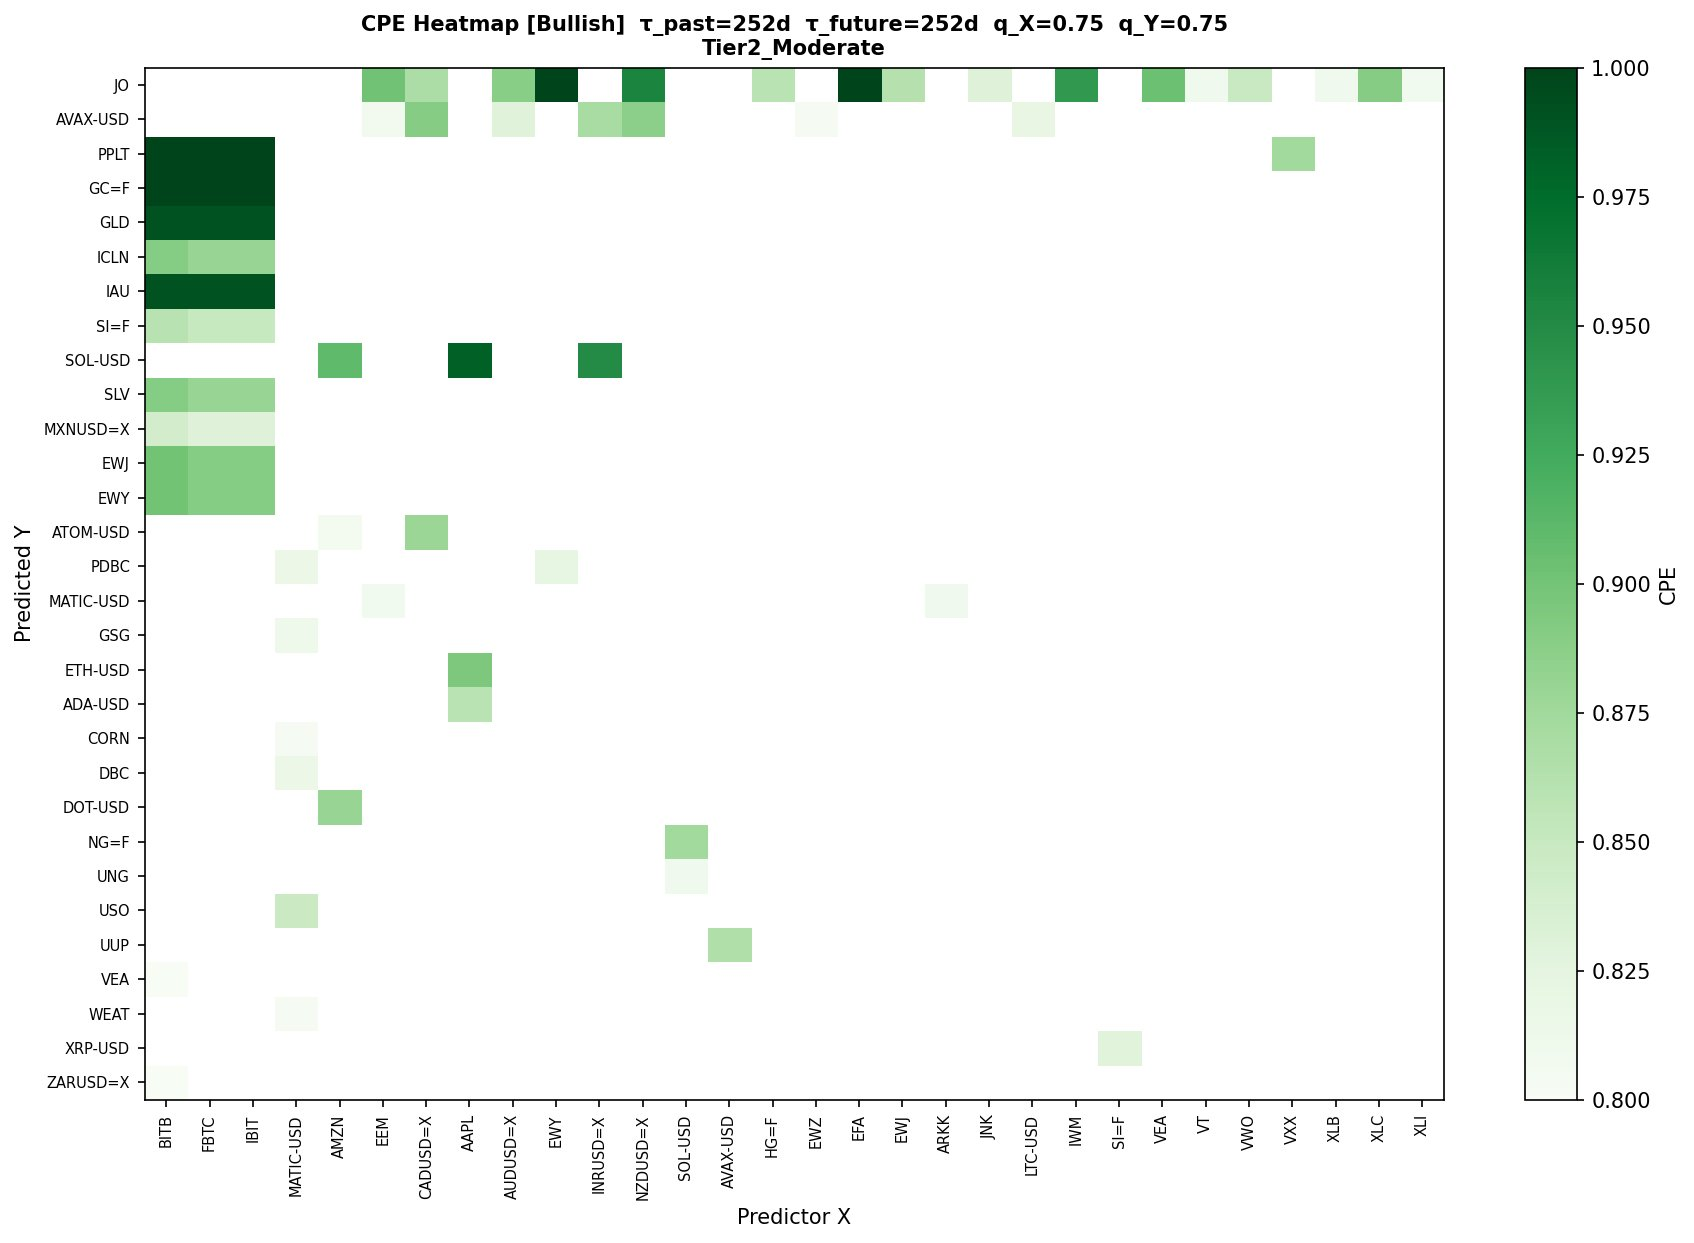 CPE Heatmap [Bullish]  τ_past=252d  τ_future=252d  q_X=0.75  q_Y=0.75
Tier2_Moderate
JO
AVAX-USD
PPLT
GC=F
GLD
ICLN
IAU
SI=F
SOL-USD
SLV
MXNUSD=X
EWJ
EWY
ATOM-USD
PDBC
MATIC-USD
GSG
ETH-USD
ADA-USD
CORN
DBC
DOT-USD
NG=F
UNG
USO
UUP
VEA
WEAT
XRP-USD
ZARUSD=X
Predicted Y
BITB
FBTC
IBIT
MATIC-USD
AMZN
EEM
CADUSD=X
AAPL
AUDUSD=X
EWY
INRUSD=X
NZDUSD=X
SOL-USD
AVAX-USD
HG=F
EWZ
EFA
EWJ
ARKK
JNK
LTC-USD
IWM
SI=F
VEA
VT
VWO
VXX
XLB
XLC
XLI
Predictor X
1.000
0.975
0.950
0.925
0.900
0.875
0.850
0.825
0.800
CPE